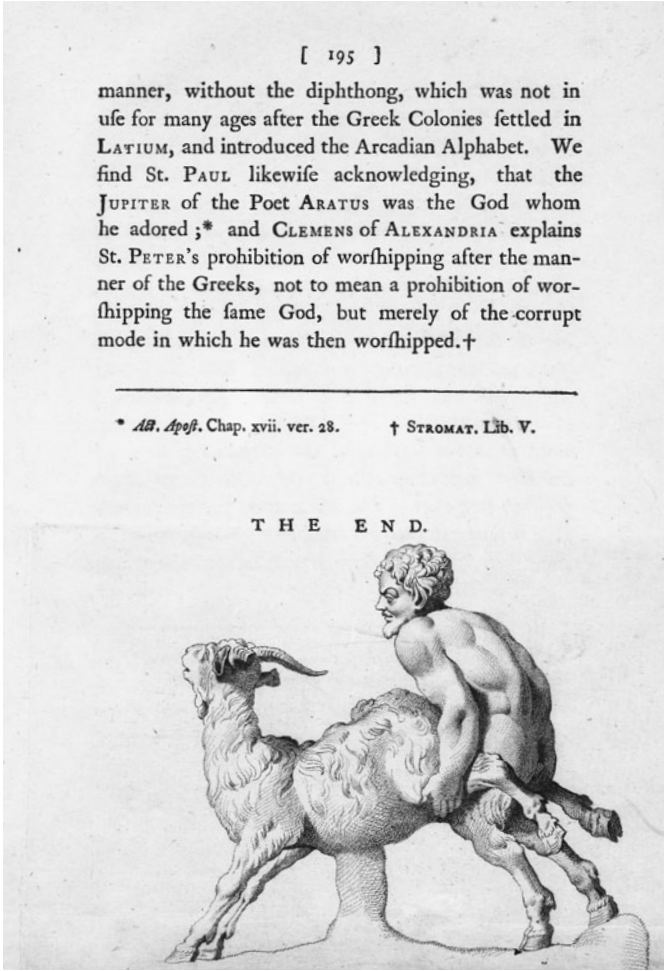 [ 195 ]
manner, without the diphthong, which was not in
uſe for many ages after the Greek Colonies ſettled in
LATIUM, and introduced the Arcadian Alphabet. We
find St. PAUL likewiſe acknowledging, that the
JUPITER of the Poet ARATUS was the God whom
he adored ;* and CLEMENS of ALEXANDRIA explains
St. PETER's prohibition of worſhipping after the man-
ner of the Greeks, not to mean a prohibition of wor-
ſhipping the ſame God, but merely of the corrupt
mode in which he was then worſhipped.†
* Act. Apoſt. Chap. xvii. ver. 28. † STROMAT. Lib. V.
THE END.